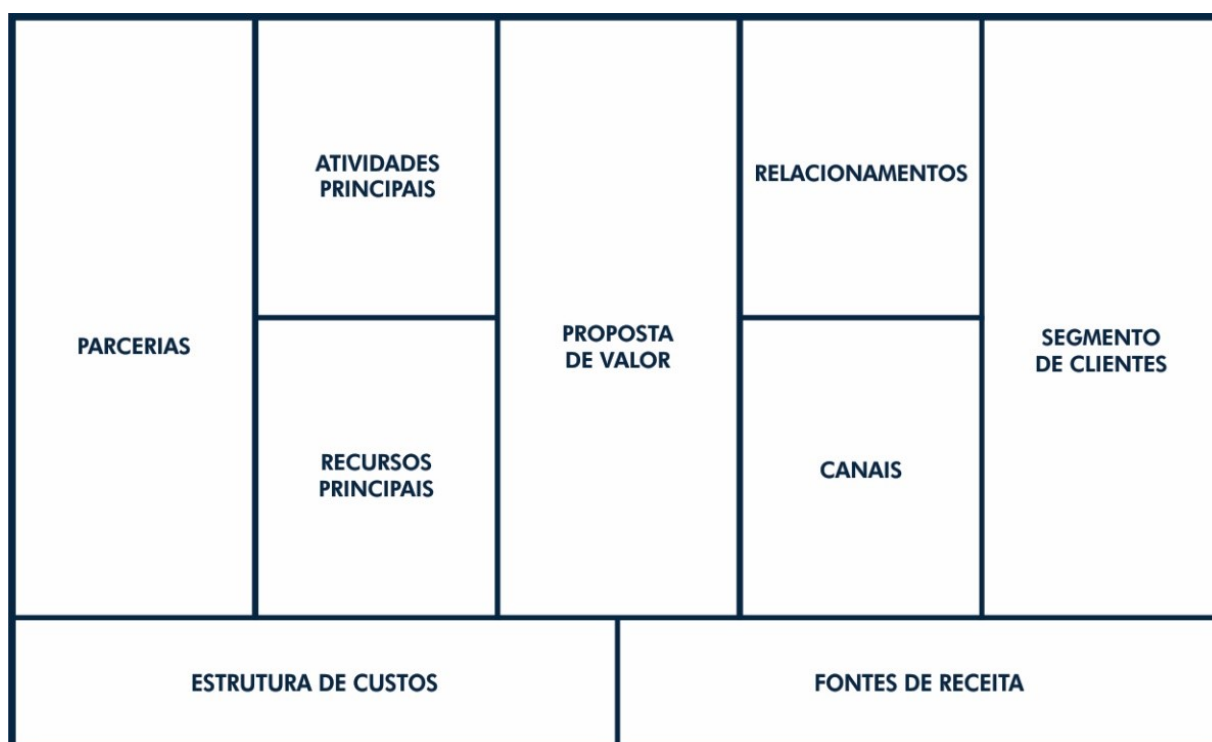 PARCERIAS
ATIVIDADES
PRINCIPAIS
RECURSOS
PRINCIPAIS
PROPOSTA
DE VALOR
RELACIONAMENTOS
CANAIS
SEGMENTO
DE CLIENTES
ESTRUTURA DE CUSTOS
FONTES DE RECEITA